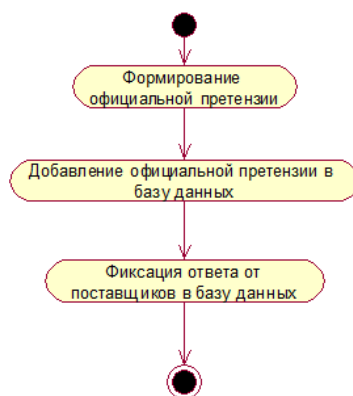 Формирование
официальной претензии
Добавление официальной претензии в
базу данных
Фиксация ответа от
поставщиков в базу данных